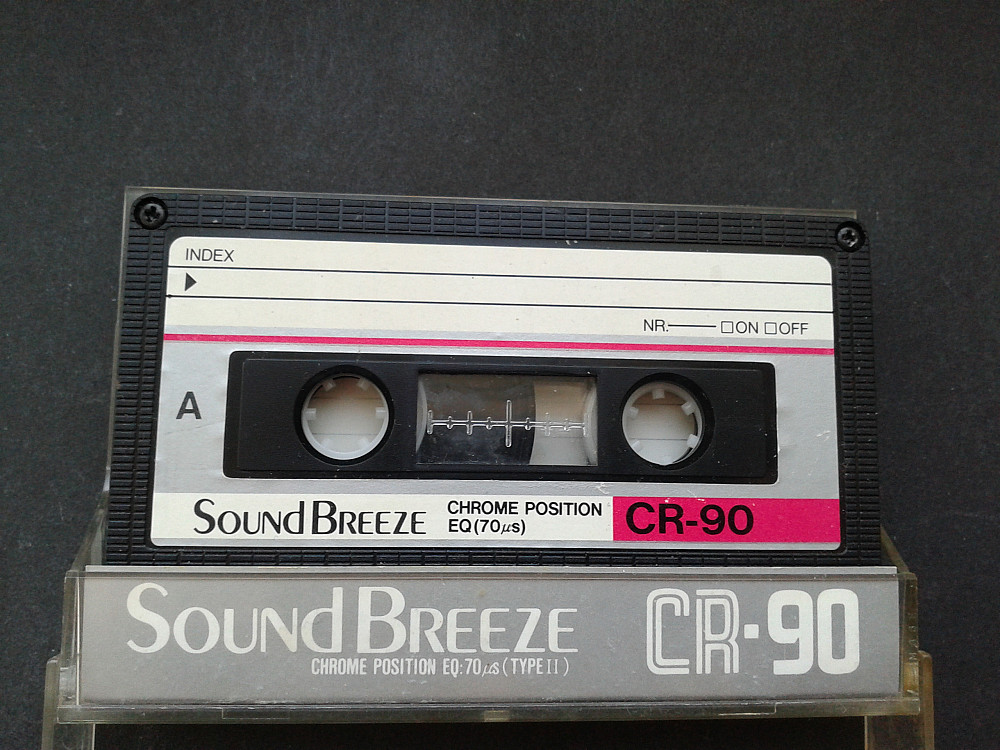 INDEX
NR. □ON □OFF
A
SOUNd BREEZE
CHROME POSITION
EQ(70μs)
CR-90
SOUNd BREEZE
CHROME POSITION EQ:70μs(TYPE II)
CR-90